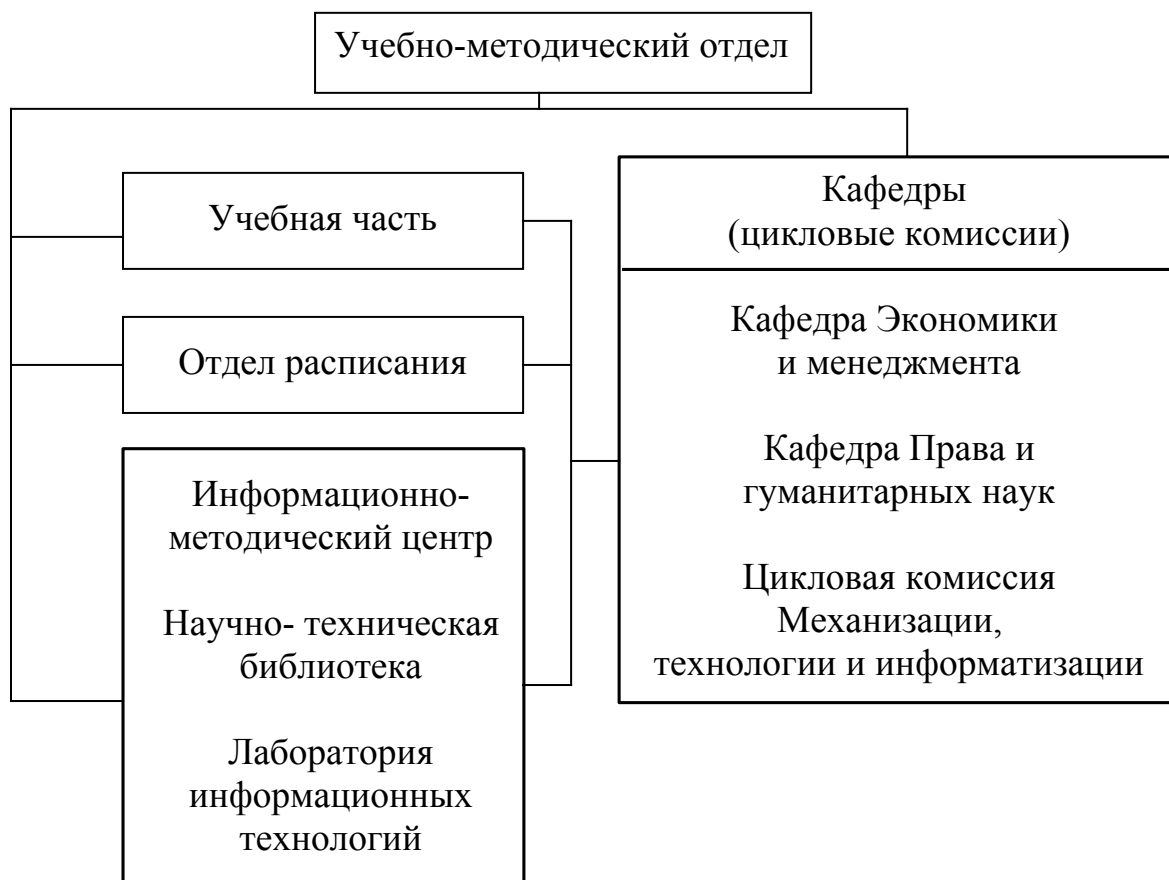 Учебно-методический отдел
Учебная часть
Отдел расписания
Информационно-
методический центр
Научно- техническая
библиотека
Лаборатория
информационных
технологий
Кафедры
(цикловые комиссии)
Кафедра Экономики
и менеджмента
Кафедра Права и
гуманитарных наук
Цикловая комиссия
Механизации,
технологии и информатизации